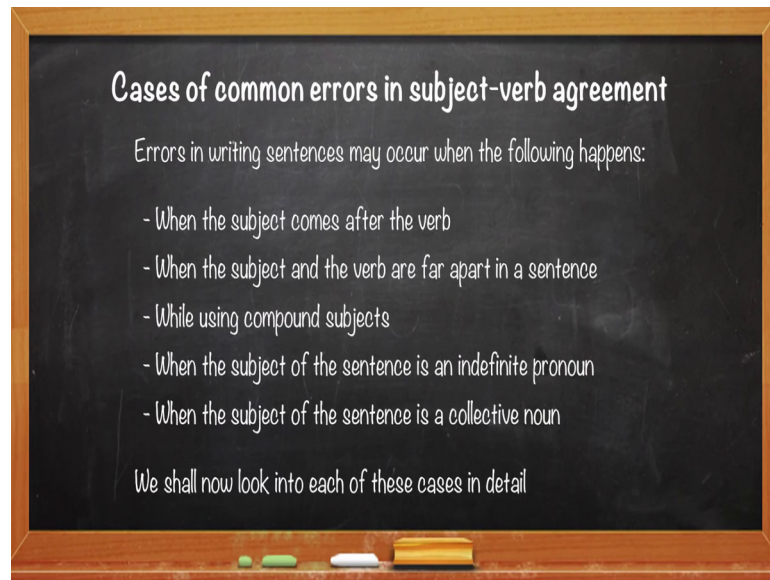 Cases of common errors in subject-verb agreement
Errors in writing sentences may occur when the following happens:
- When the subject comes after the verb
- When the subject and the verb are far apart in a sentence
- While using compound subjects
- When the subject of the sentence is an indefinite pronoun
- When the subject of the sentence is a collective noun
We shall now look into each of these cases in detail